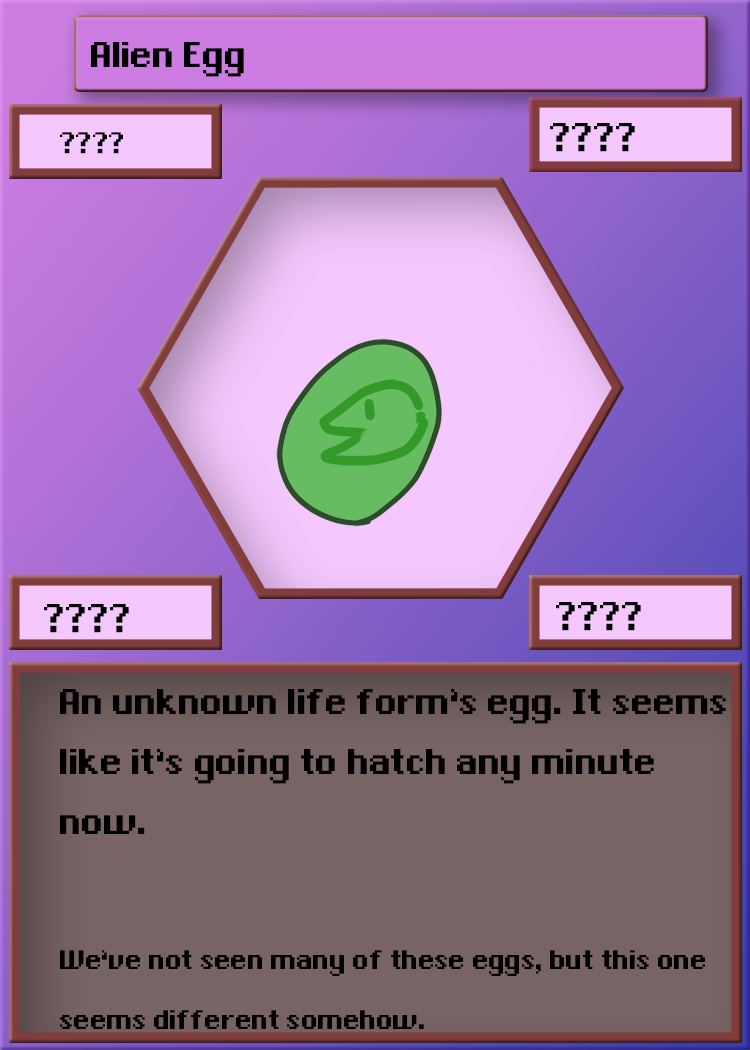 Alien Egg
????
????
????
????
An unknown life form's egg. It seems
like it's going to hatch any minute
now.
We've not seen many of these eggs, but this one
seems different somehow.